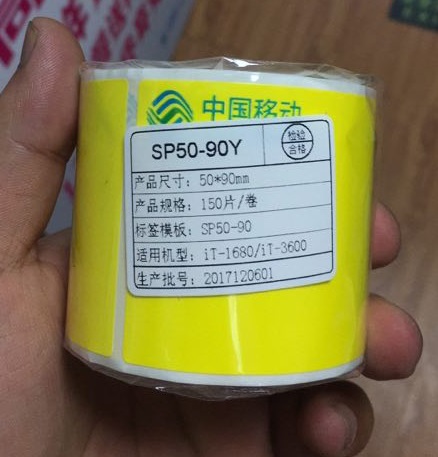 中国移动
SP50-90Y
检验
合格
产品尺寸: 50*90mm
产品规格: 150片/卷
标签模板: SP50-90
适用机型: iT-1680/iT-3600
生产批号: 2017120601